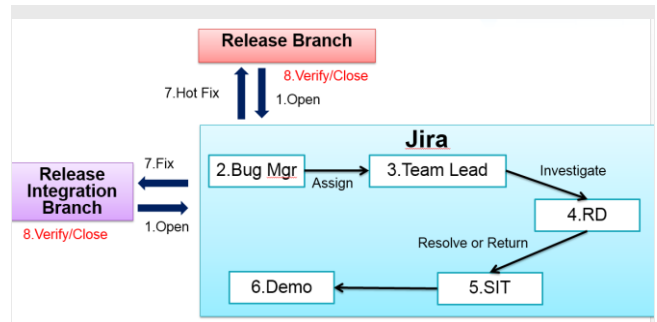 Release Branch
8.Verify/Close
7.Hot Fix
1.Open
Jira
7.Fix
Release
Integration
Branch
2.Bug Mgr
Assign
3.Team Lead
Investigate
4.RD
8.Verify/Close
1.Open
Resolve or Return
6.Demo
5.SIT